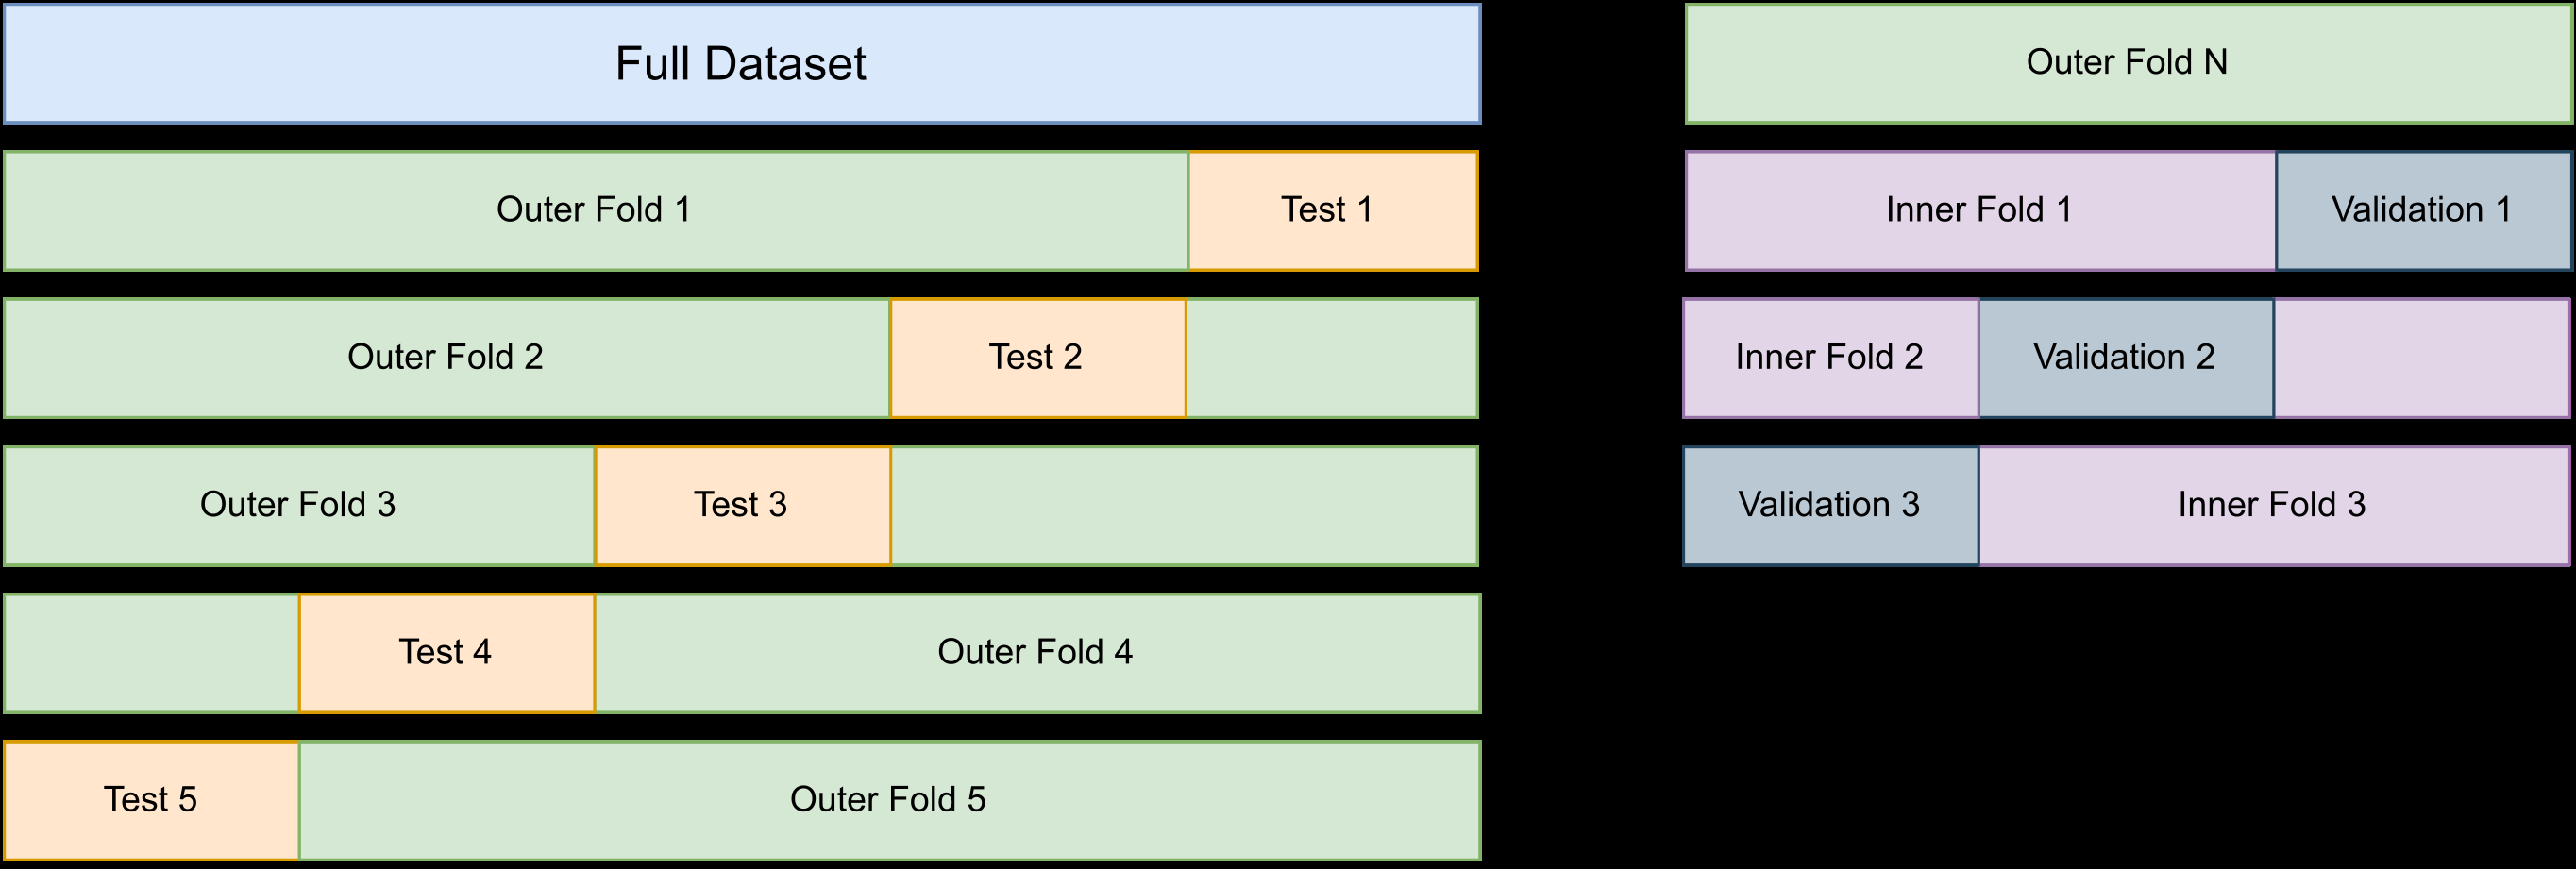 Full Dataset
Outer Fold 1
Test 1
Outer Fold 2
Test 2
Outer Fold 3
Test 3
Test 4
Outer Fold 4
Test 5
Outer Fold 5
Outer Fold N
Inner Fold 1
Validation 1
Inner Fold 2
Validation 2
Validation 3
Inner Fold 3